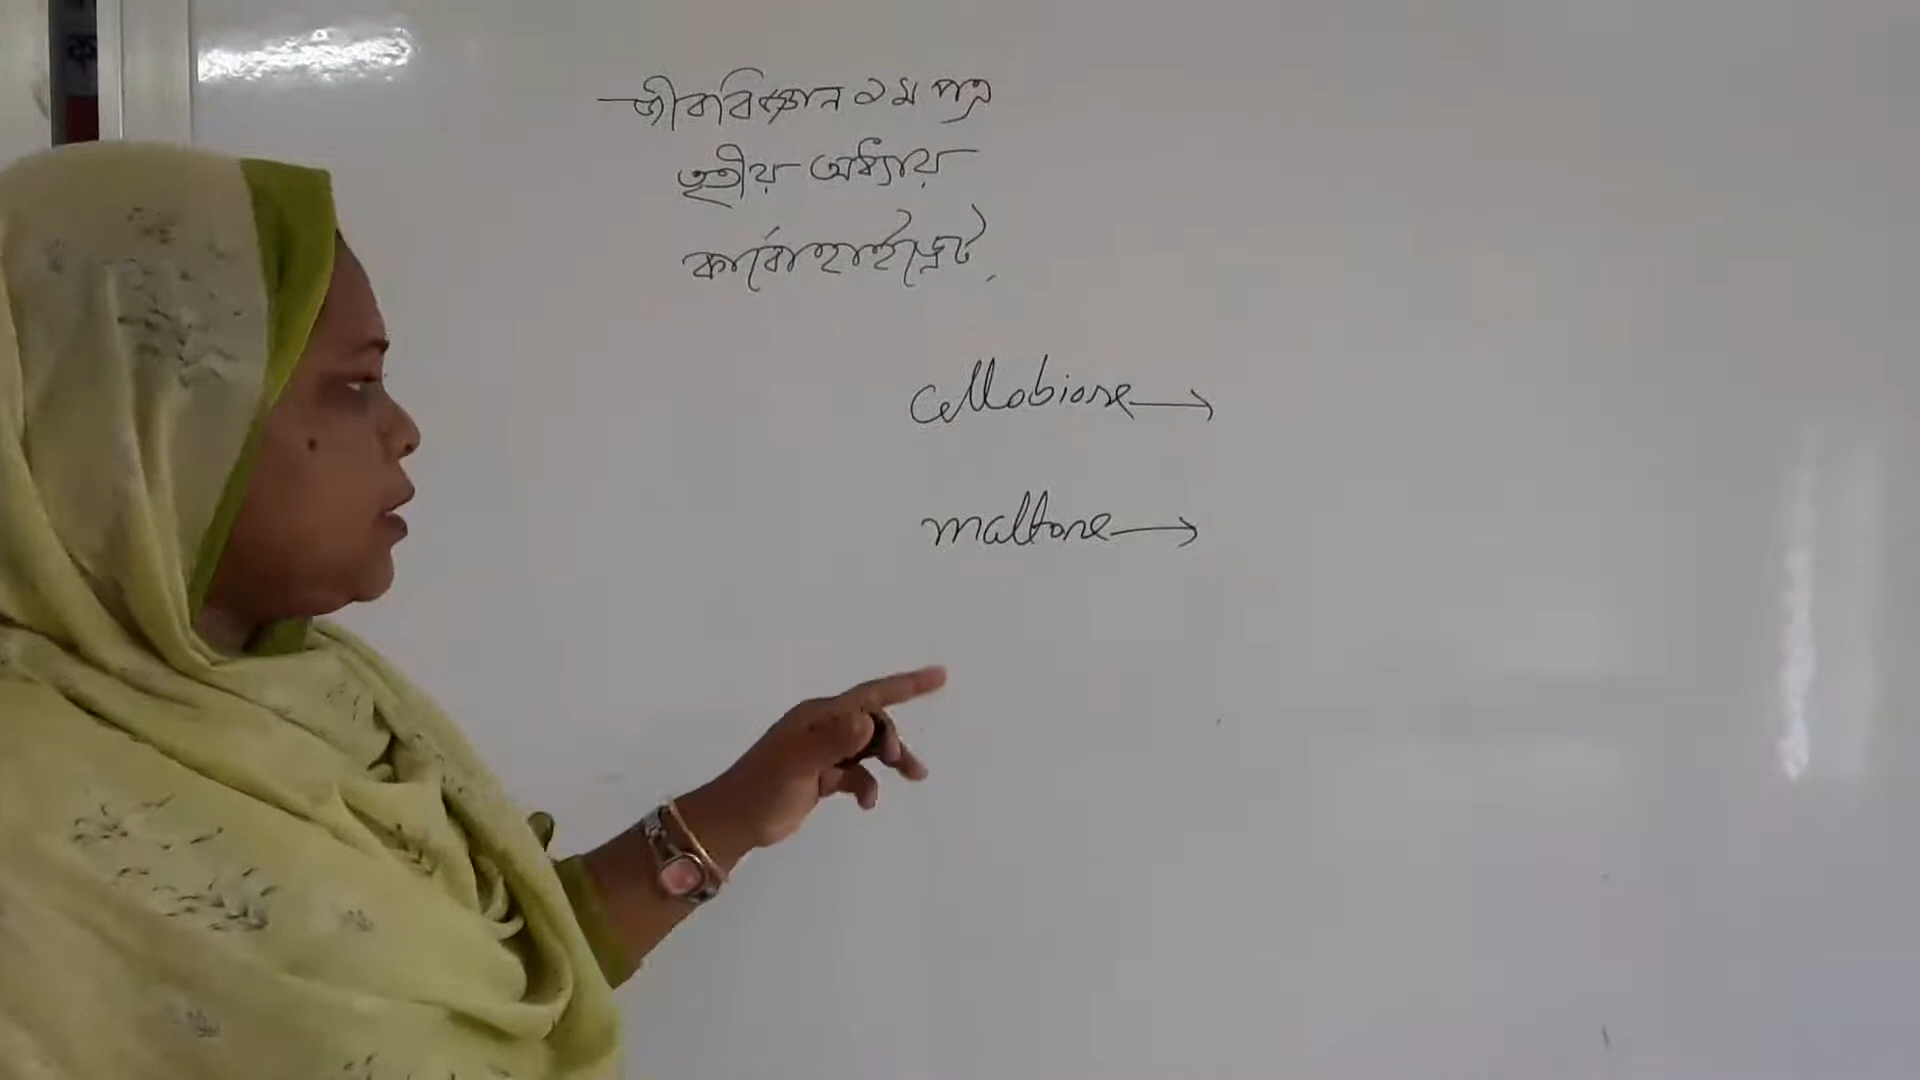 জীববিজ্ঞান ১ম পত্র
তৃতীয় অধ্যায়
কার্বোহাইড্রেট
cellobiose →
maltose →